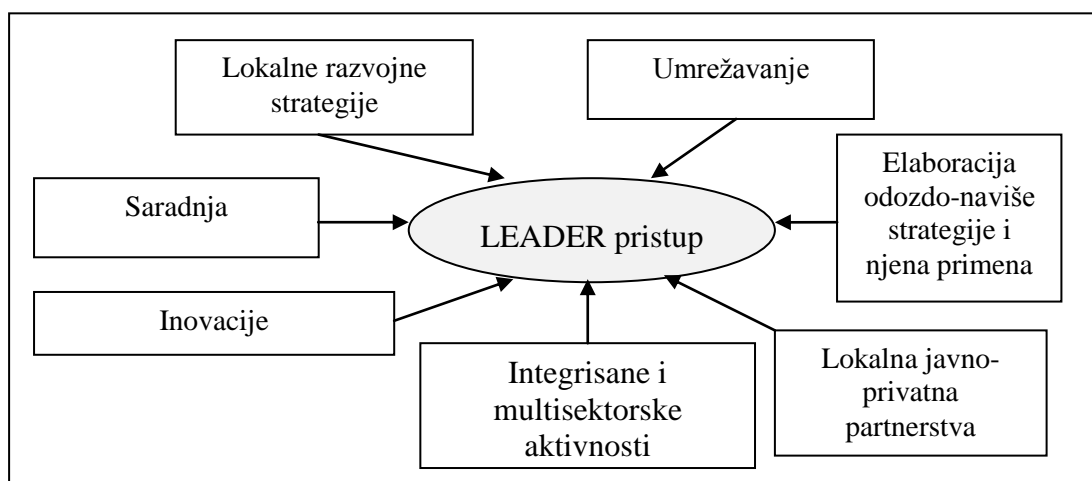 Lokalne razvojne
strategije
Umrežavanje
Elaboracija
odozdo-naviše
strategije i
njena primena
Saradnja
LEADER pristup
Inovacije
Integrisane i
multisektorske
aktivnosti
Lokalna javno-
privatna
partnerstva